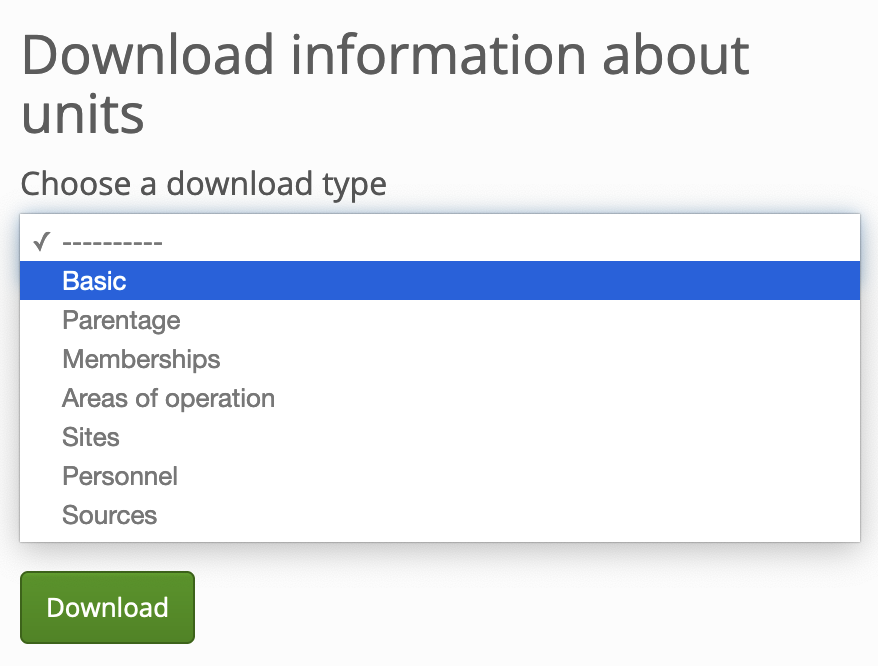 Download information about
units
Choose a download type
✓ ----------
Basic
Parentage
Memberships
Areas of operation
Sites
Personnel
Sources
Download